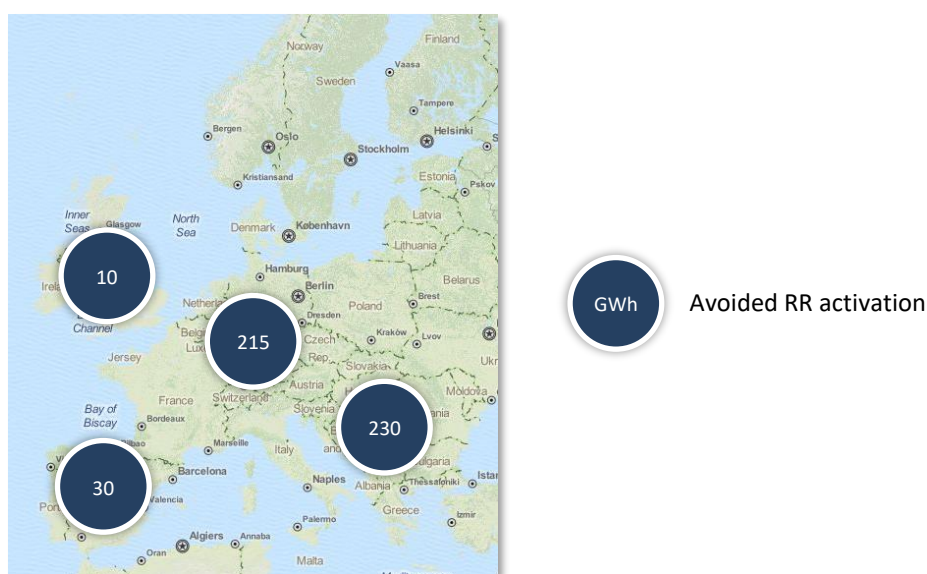 Norway
Finland
Vaasa
Sweden
Tampere
Bergen
Oslo
Helsinki
Stockholm
Kristiansand
Estonia
Pskov
Inner
Seas
Glasgow
North
Sea
Latvia
Denmark
København
Lithuania
10
Hamburg
Berlin
Belarus
Poland
Brest
Channel
Dresden
215
Czech
Rep.
Kraków
Lvov
Jersey
Slovakia
Austria
Moldova
France
Switzerland
Slovenia
Bay of
Biscay
Bordeaux
230
Marseille
Italy
30
Barcelona
Naples
Albania
Thessaloniki
Valencia
Greece
Izmir
Palermo
Algiers
Annaba
Oran
Malta
GWh
Avoided RR activation